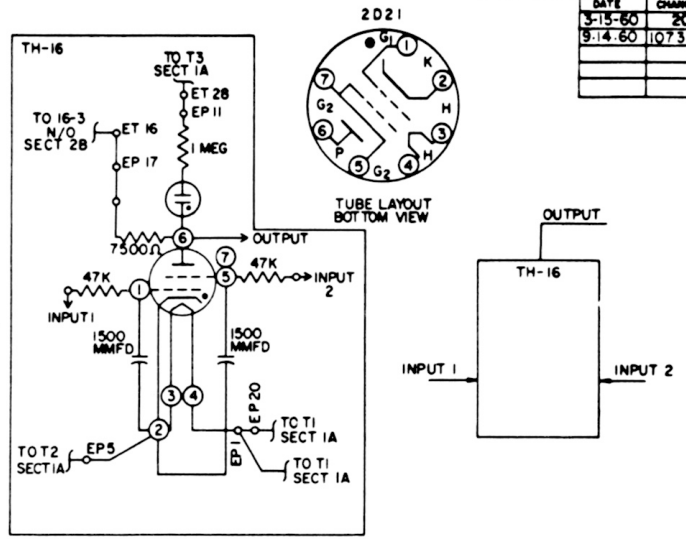 2D21
DATE
3-15-60 20
9.14.60 1073
TH-16
TO T3
SECT 1A
ET 28
EP 11
1 MEG
TO 16-3
N/O
SECT 2B
ET 16
EP 17
6
OUTPUT
7500Ω
7
47K
1
5
47K
INPUT 1
INPUT
2
1500
MMFD
1500
MMFD
3
4
2
TO T2
SECT 1A
EP 5
EP 1
EP 20
TO T1
SECT 1A
TO T1
SECT 1A
G1
1
K
2
H
3
H
4
G2
5
P
6
G2
7
TUBE LAYOUT
BOTTOM VIEW
OUTPUT
TH-16
INPUT 1
INPUT 2